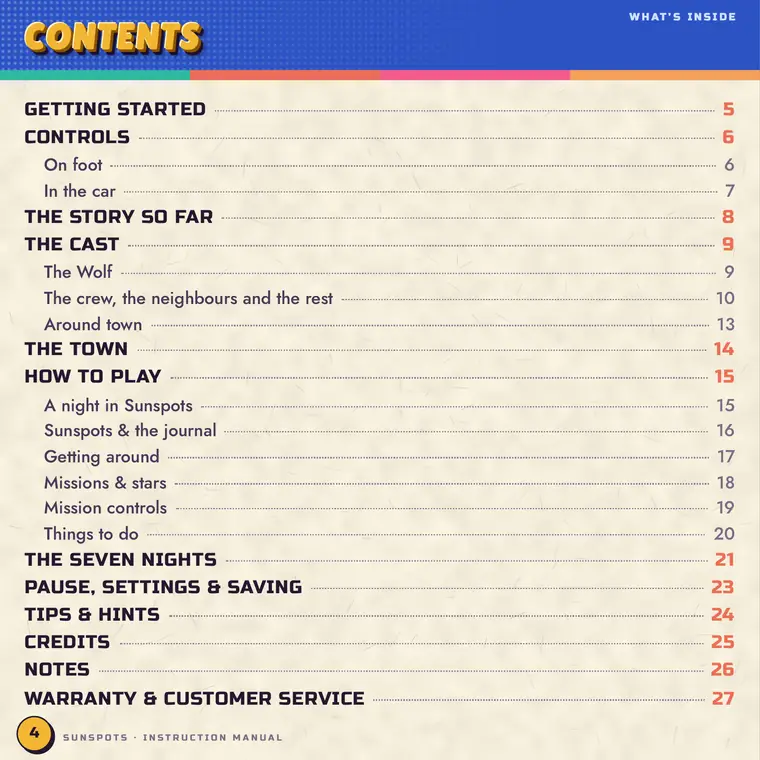 CONTENTS
WHAT'S INSIDE
GETTING STARTED 5
CONTROLS 6
On foot 6
In the car 7
THE STORY SO FAR 8
THE CAST 9
The Wolf 9
The crew, the neighbours and the rest 10
Around town 13
THE TOWN 14
HOW TO PLAY 15
A night in Sunspots 15
Sunspots & the journal 16
Getting around 17
Missions & stars 18
Mission controls 19
Things to do 20
THE SEVEN NIGHTS 21
PAUSE, SETTINGS & SAVING 23
TIPS & HINTS 24
CREDITS 25
NOTES 26
WARRANTY & CUSTOMER SERVICE 27
4
SUNSPOTS · INSTRUCTION MANUAL